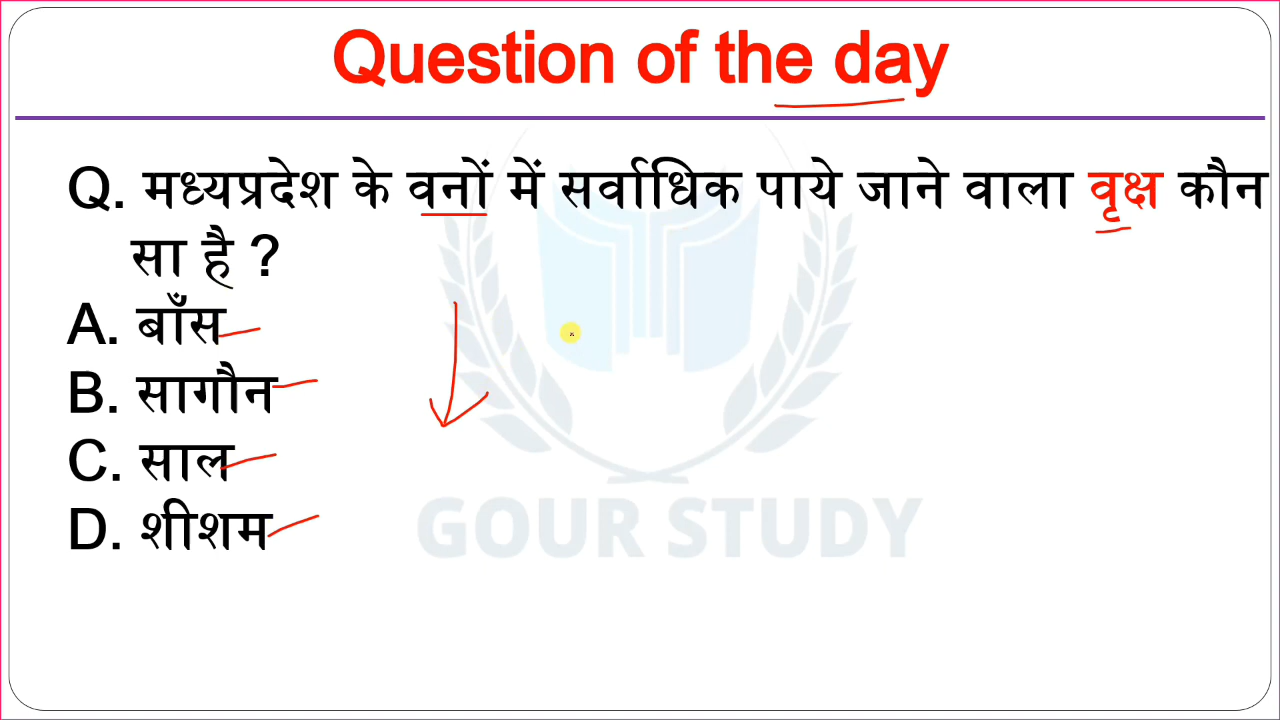 Question of the day
Q. मध्यप्रदेश के वनों में सर्वाधिक पाये जाने वाला वृक्ष कौन
सा है ?
A. बाँस
B. सागौन
C. साल
D. शीशम
GOUR STUDY